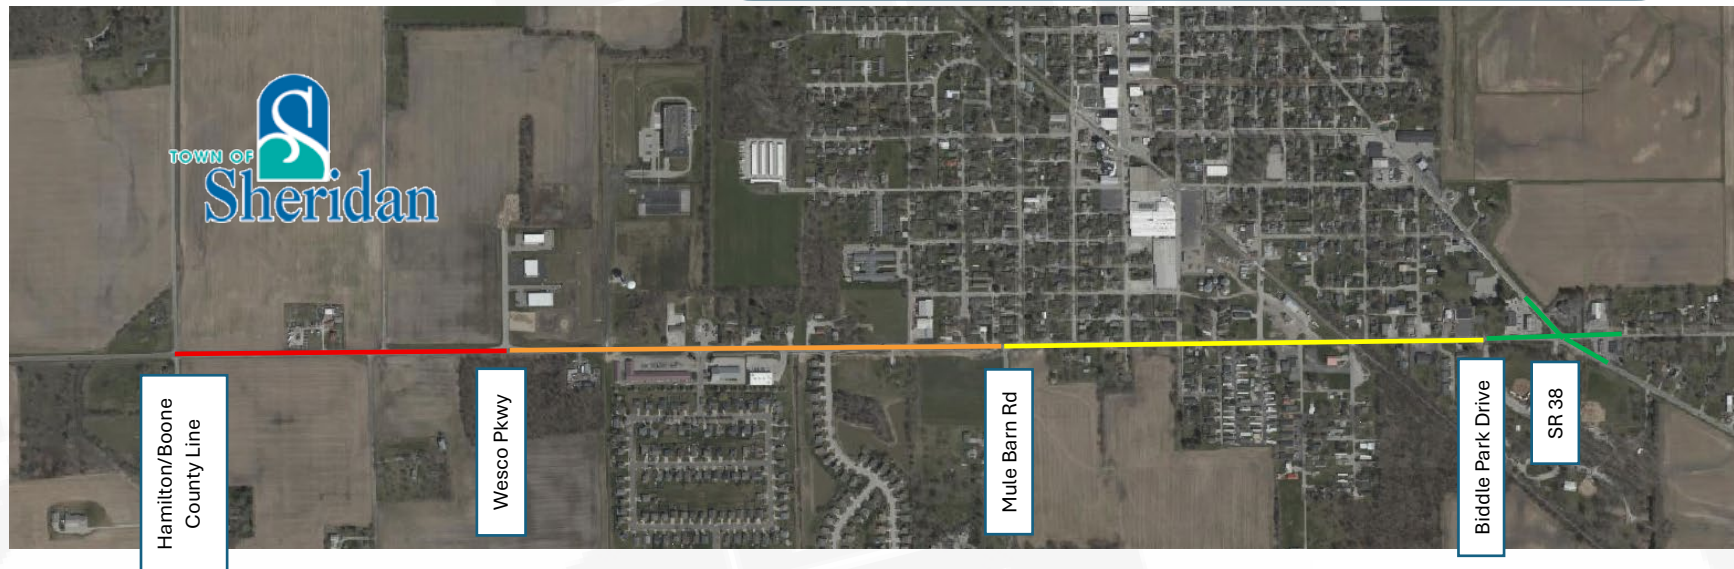 TOWN OF
Sheridan
Hamilton/Boone
County Line
Wesco Pkwy
Mule Barn Rd
Biddle Park Drive
SR 38